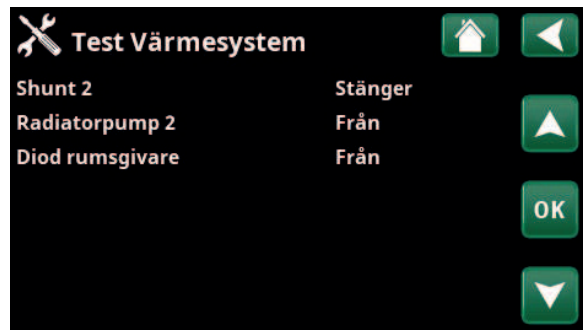 Test Värmesystem
Shunt 2 Stänger
Radiatorpump 2 Från
Diod rumsgivare Från
OK